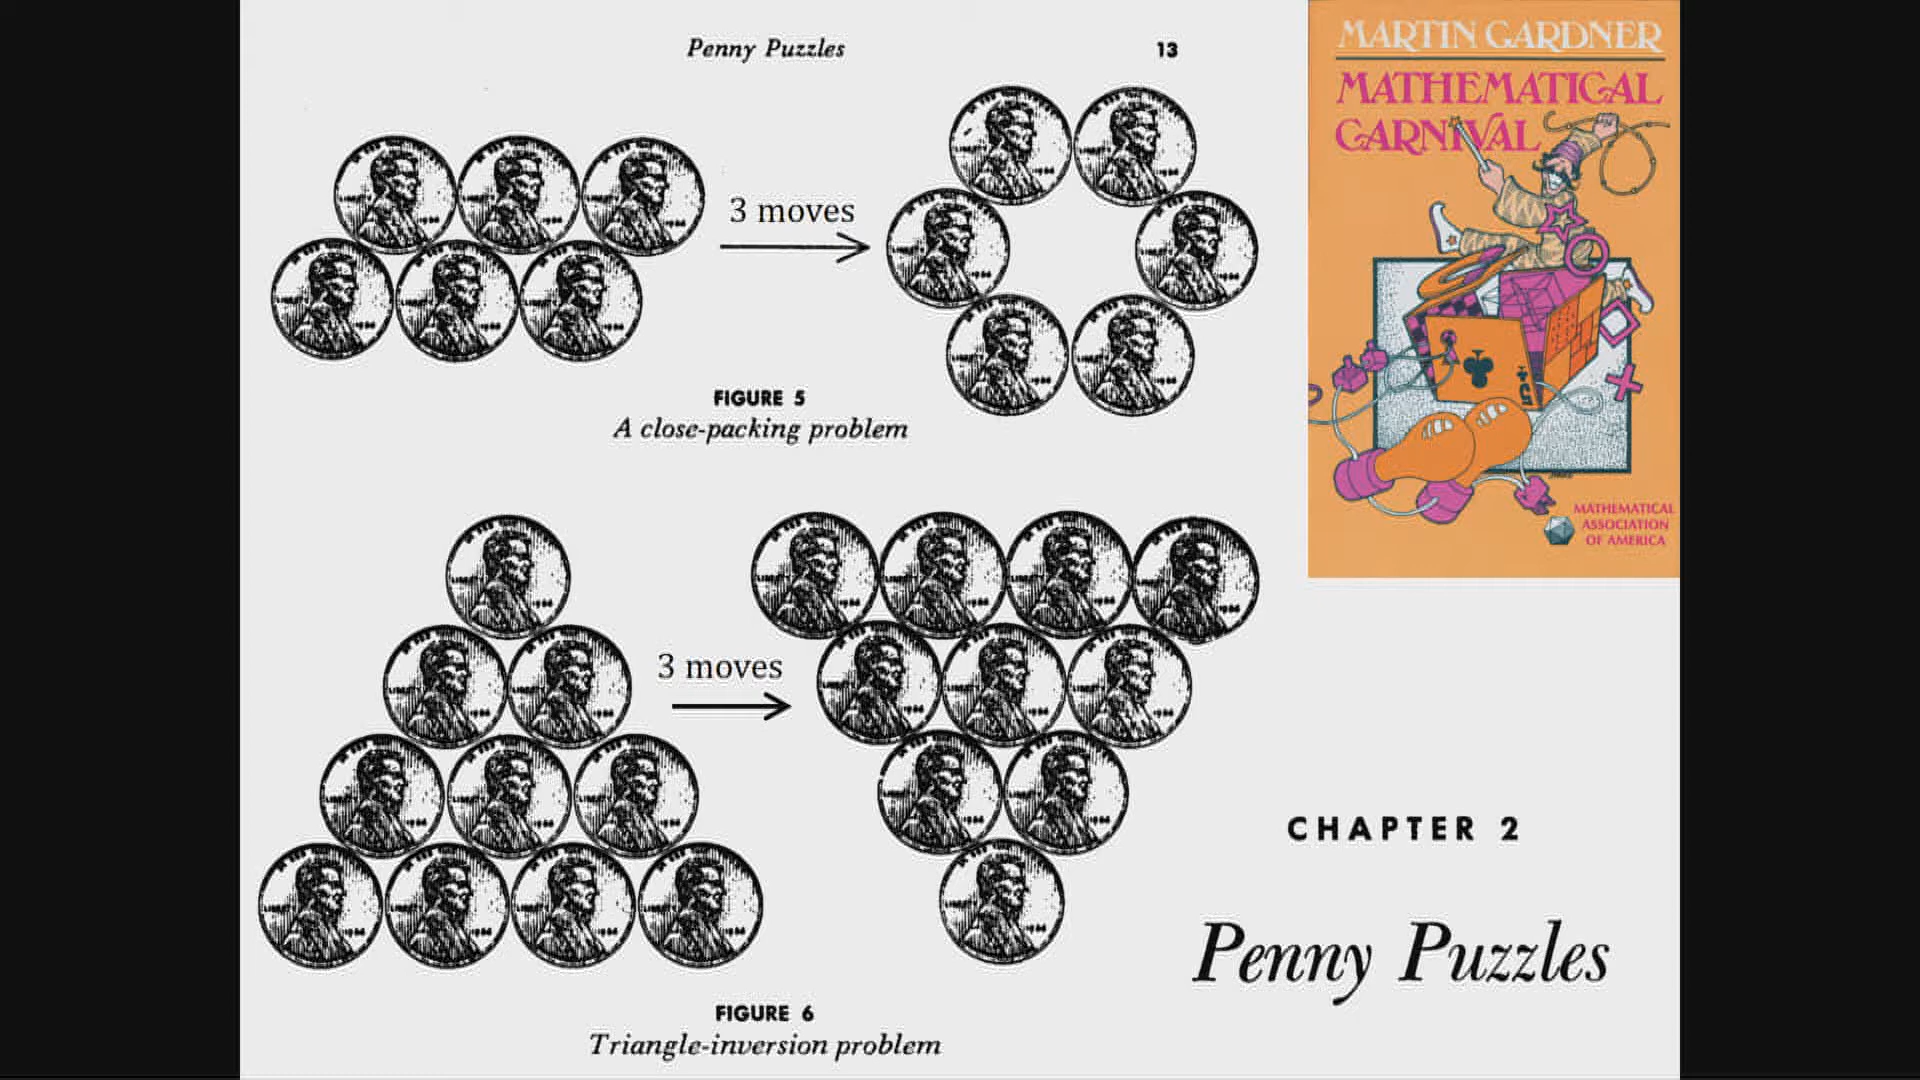 Penny Puzzles 13
3 moves
FIGURE 5
A close-packing problem
3 moves
FIGURE 6
Triangle-inversion problem
MARTIN GARDNER
MATHEMATICAL
CARNIVAL
MATHEMATICAL
ASSOCIATION
OF AMERICA
CHAPTER 2
Penny Puzzles